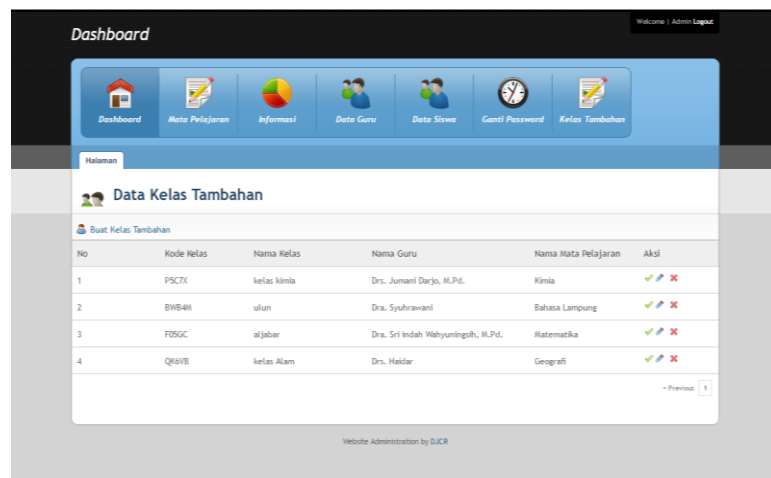 Dashboard
Welcome | Admin Logout
Dashboard Mata Pelajaran Informasi Data Guru Data Siswa Ganti Password Kelas Tambahan
Halaman
Data Kelas Tambahan
Buat Kelas Tambahan
No Kode Kelas Nama Kelas Nama Guru Nama Mata Pelajaran Aksi
1 P5C7X kelas kimia Drs. Jumani Darjo, M.Pd. Kimia
2 BWB4M ulun Dra. Syuhrawani Bahasa Lampung
3 F05GC aljabar Dra. Sri indah Wahyuningsih, M.Pd. Matematika
4 QK6VB kelas Alam Drs. Haidar Geografi
« Previous 1
Website Administration by DJCR